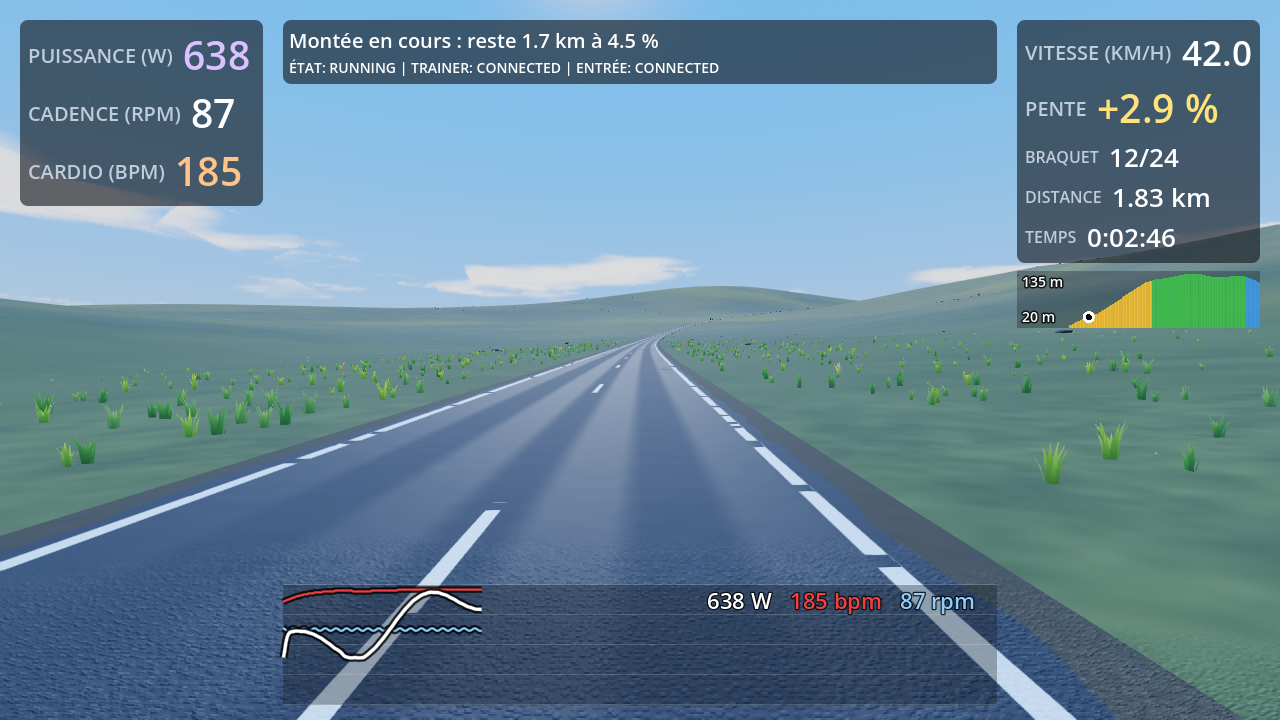 PUISSANCE (W) 638
CADENCE (RPM) 87
CARDIO (BPM) 185
Montée en cours : reste 1.7 km à 4.5 %
ÉTAT: RUNNING | TRAINER: CONNECTED | ENTRÉE: CONNECTED
VITESSE (KM/H) 42.0
PENTE +2.9 %
BRAQUET 12/24
DISTANCE 1.83 km
TEMPS 0:02:46
135 m
20 m
638 W 185 bpm 87 rpm